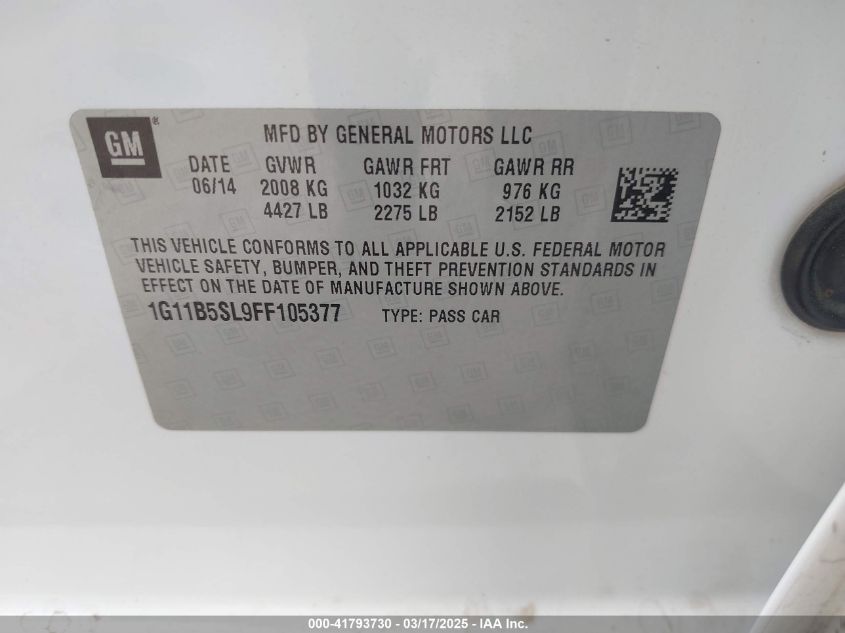 GM®
MFD BY GENERAL MOTORS LLC
DATE GVWR GAWR FRT GAWR RR
06/14 2008 KG 1032 KG 976 KG
4427 LB 2275 LB 2152 LB
THIS VEHICLE CONFORMS TO ALL APPLICABLE U.S. FEDERAL MOTOR
VEHICLE SAFETY, BUMPER, AND THEFT PREVENTION STANDARDS IN
EFFECT ON THE DATE OF MANUFACTURE SHOWN ABOVE.
1G11B5SL9FF105377 TYPE: PASS CAR
000-41793730 - 03/17/2025 - IAA Inc.